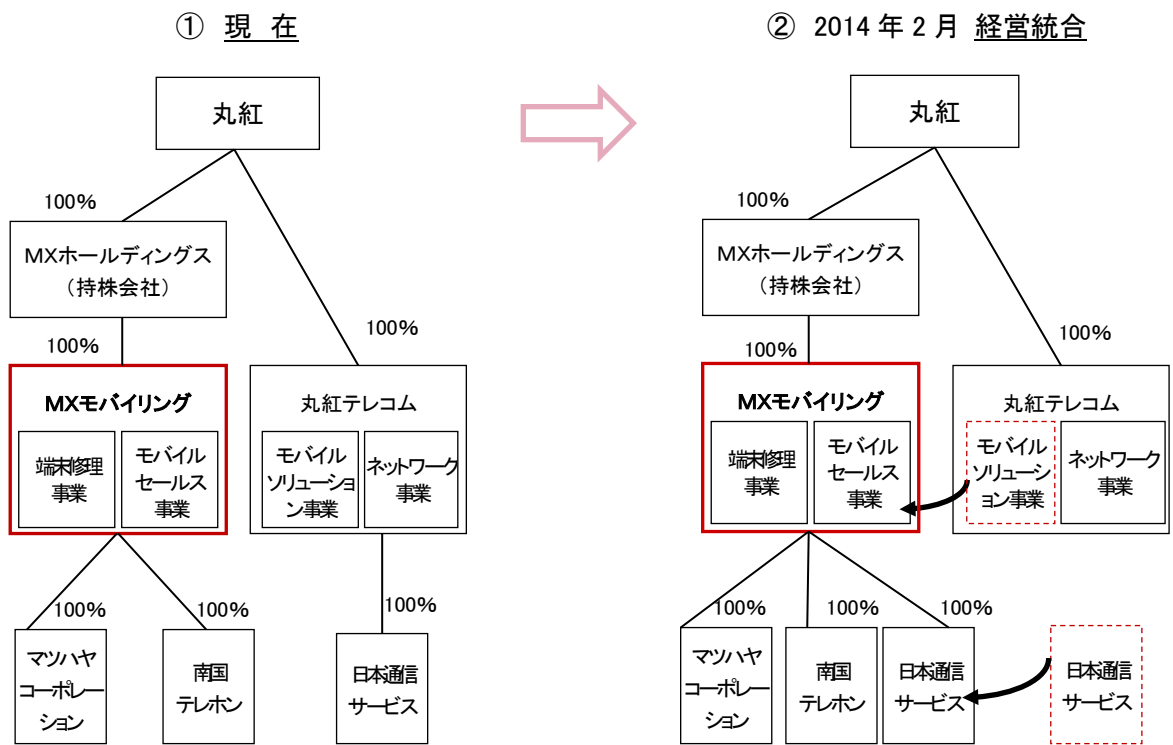 ① 現 在
丸紅
100%
MXホールディングス
（持株会社）
100%
100%
MXモバイリング
端末修理
事業
モバイル
セールス
事業
丸紅テレコム
モバイル
ソリューショ
ン事業
ネットワーク
事業
100%
100%
100%
マツハヤ
コーポレー
ション
南国
テレホン
日本通信
サービス
② 2014 年 2 月 経営統合
丸紅
100%
MXホールディングス
（持株会社）
100%
100%
MXモバイリング
端末修理
事業
モバイル
セールス
事業
丸紅テレコム
モバイル
ソリューシ
ョン事業
ネットワーク
事業
100%
100%
100%
マツハヤ
コーポレー
ション
南国
テレホン
日本通信
サービス
日本通信
サービス